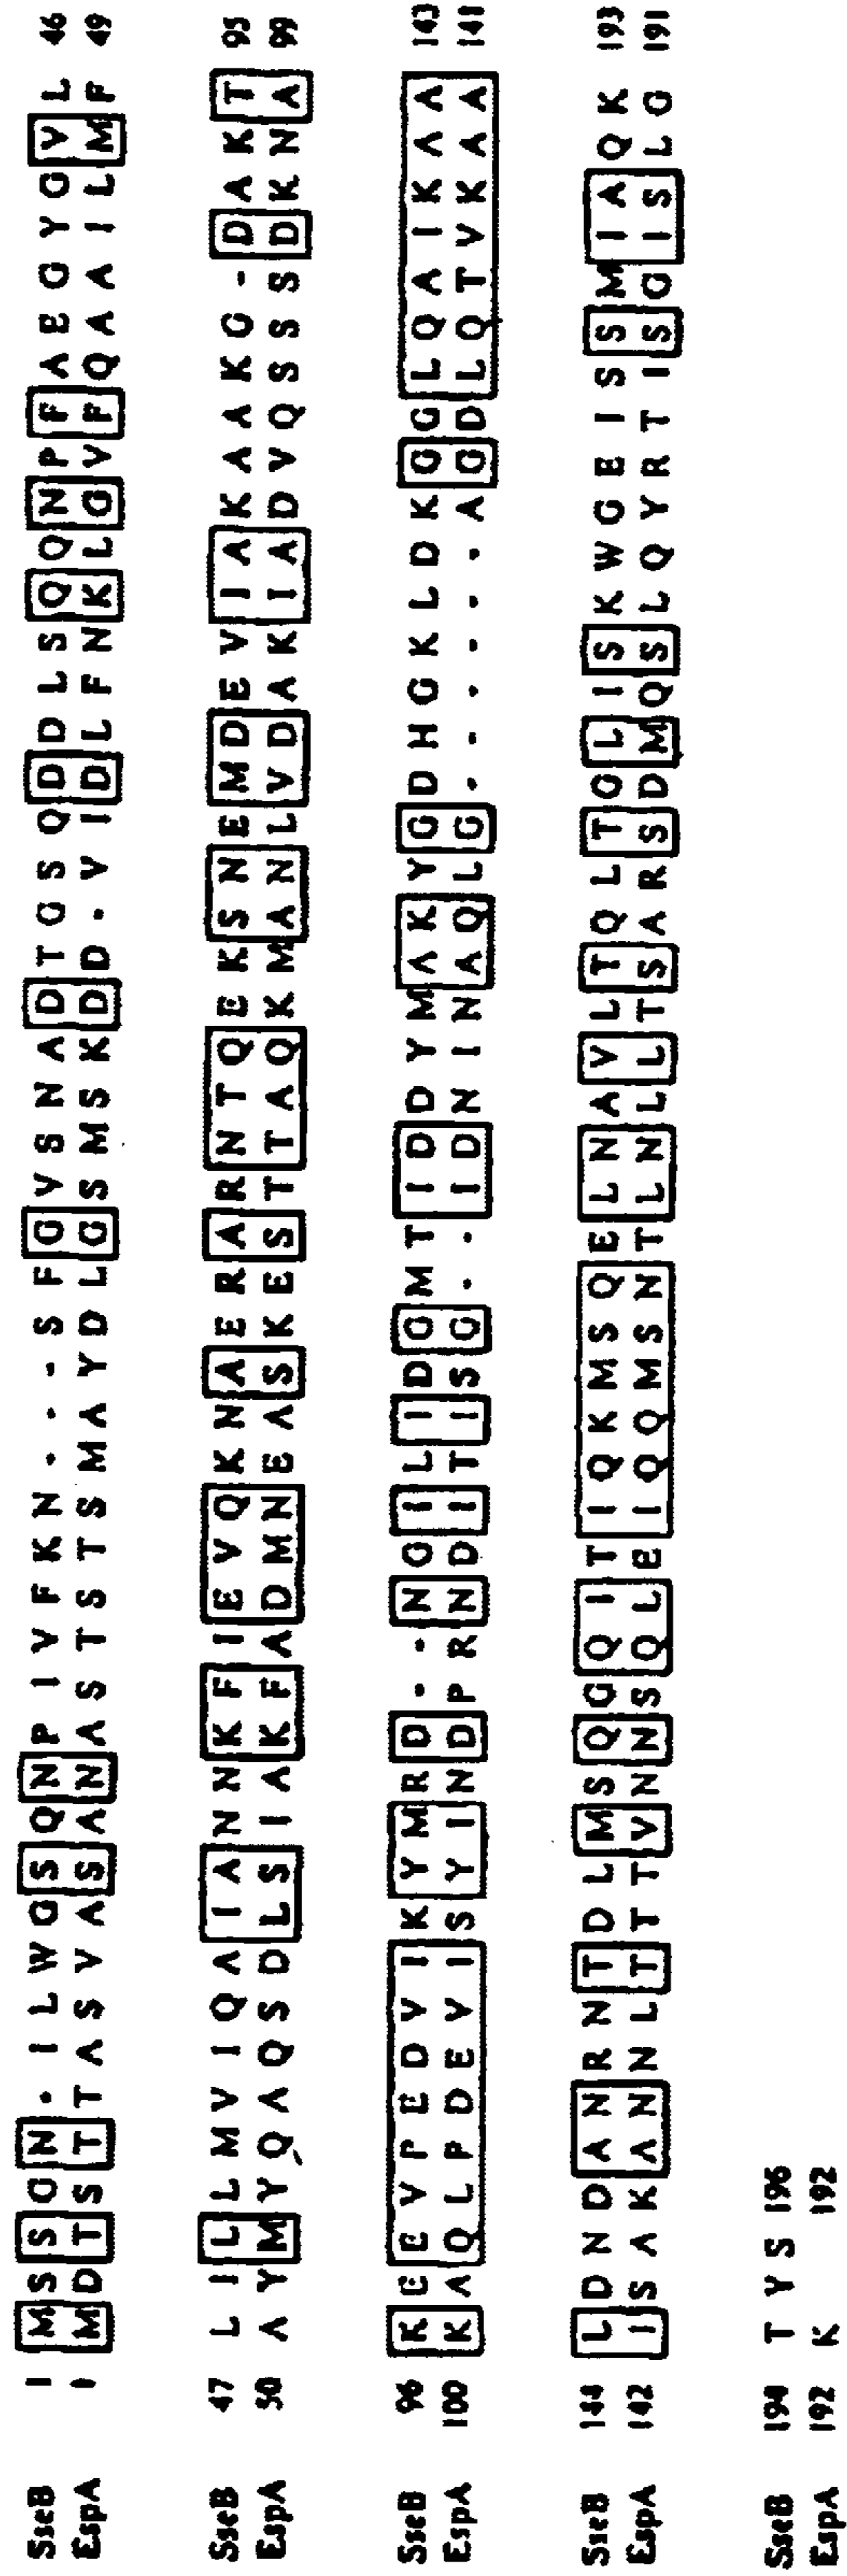 SseB 1 M S S G N . I L W G S Q N P I V F K N . . . S F G V S N A D T G S Q D D L S Q Q N P F A E G Y G V L 46
EspA 1 M D T S T T A S V A S A N A S T S T S M A Y D L G S M S K D D . V I D L F N K L G V F Q A A I L M F 49
SseB 47 L I L L M V I Q A I A N N K F I E V Q K N A E R A R N T Q E K S N E M D E V I A K A A K G - D A K T 95
EspA 50 A Y M Y Q A Q S D L S I A K F A D M N E A S K E S T T A Q K M A N L V D A K I A D V Q S S S D K N A 99
SseB 96 K E E V P E D V I K Y M R D . . N G I L I D G M T I D D Y M A K Y G D H G K L D K G G L Q A I K A A 143
EspA 100 K A Q L P D E V I S Y I N D P R N D I T I S G . . I D N I N A Q L G . . . . . . A G D L Q T V K A A 141
SseB 144 L D N D A N R N T D L M S Q G Q I T I Q K M S Q E L N A V L T Q L T G L I S K W G E I S S M I A Q K 193
EspA 142 I S A K A N N L T T T V N N S Q L E I Q Q M S N T L N L L T S A R S D M Q S L Q Y R T I S G I S L G 191
SseB 194 T Y S 196
EspA 192 K 192